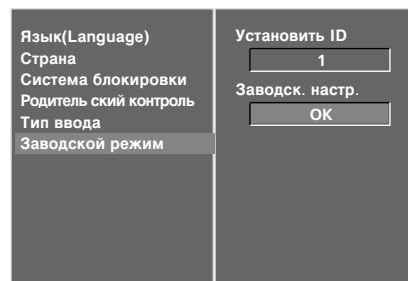 Язык(Language)
Страна
Система блокировки
Родитель ский контроль
Тип ввода
Заводской режим
Установить ID
1
Заводск. настр.
OK